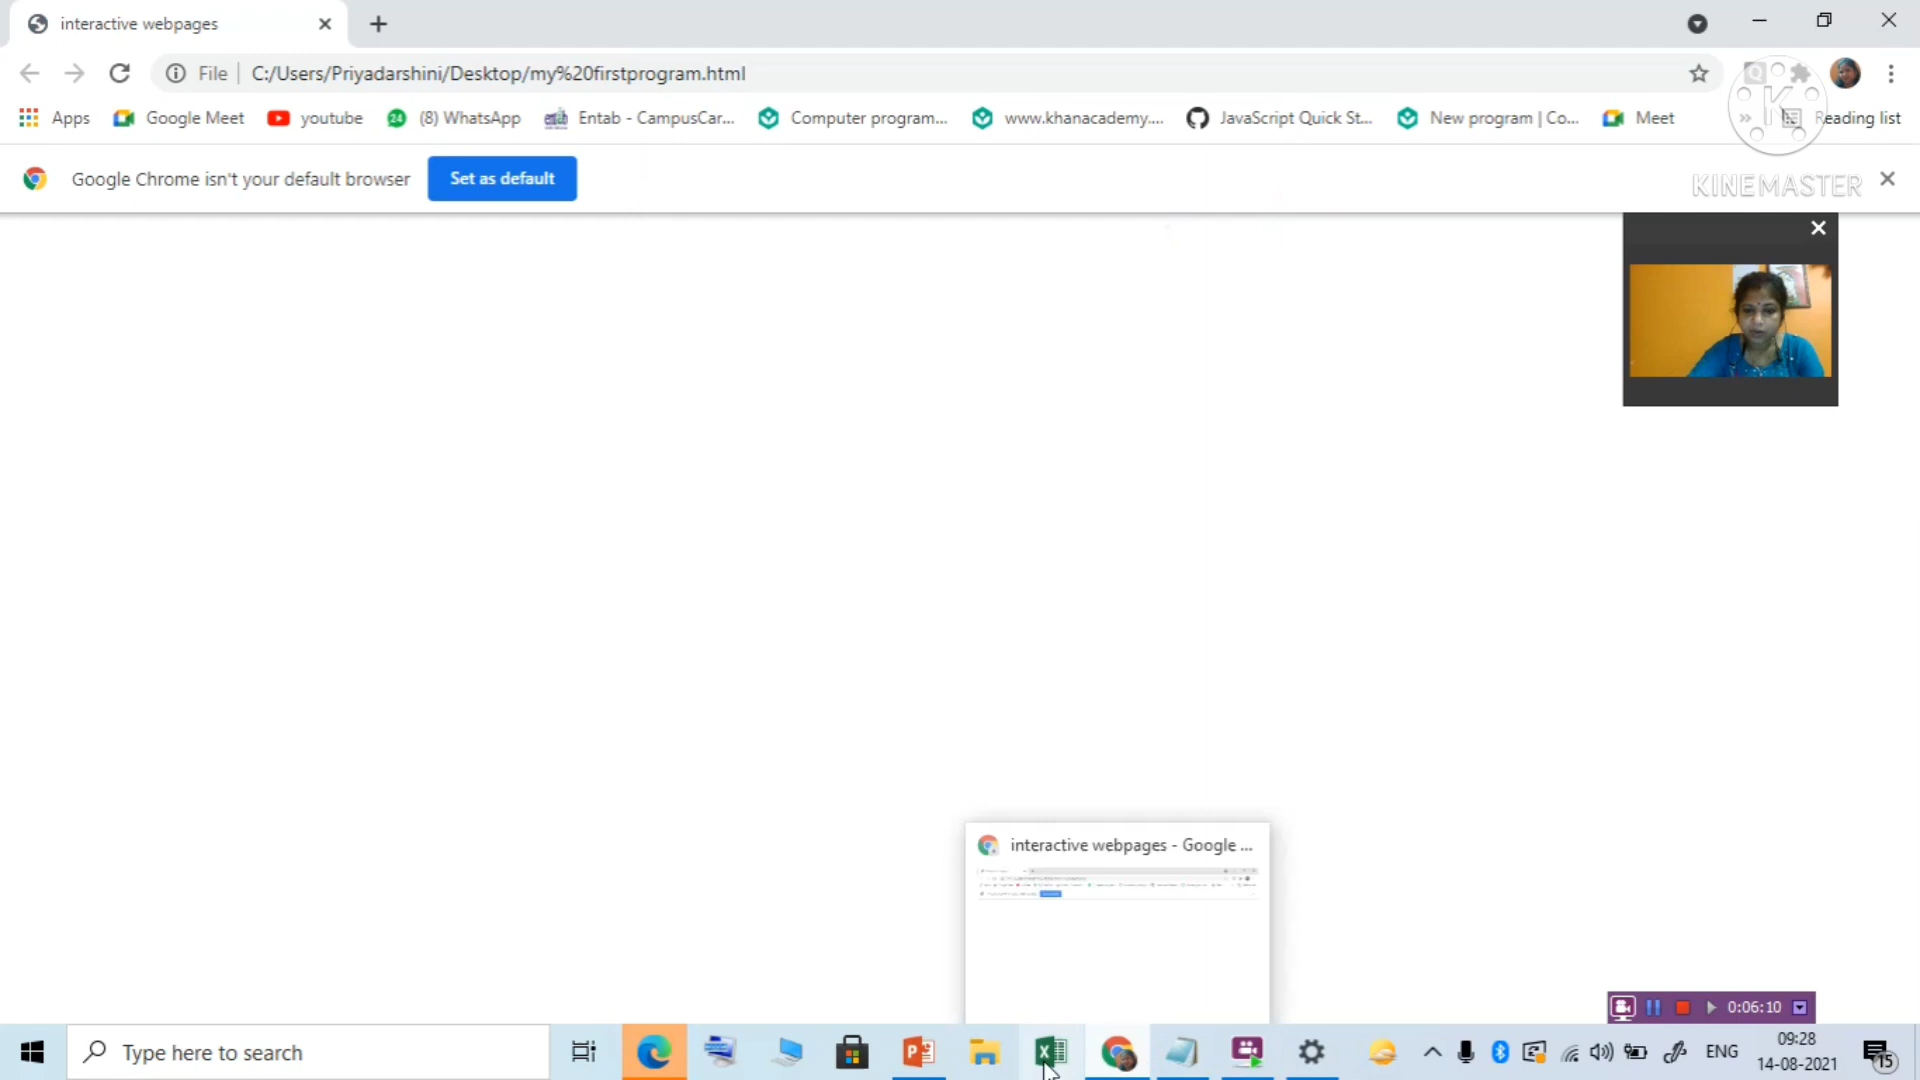 interactive webpages
File
C:/Users/Priyadarshini/Desktop/my%20firstprogram.html
Apps
Google Meet
youtube
24
(8) WhatsApp
Entab - CampusCar...
Computer program...
www.khanacademy....
JavaScript Quick St...
New program | Co...
Meet
»
Reading list
Google Chrome isn't your default browser
Set as default
K
KINEMASTER
interactive webpages - Google ...
0:06:10
Type here to search
ENG
09:28
14-08-2021
15